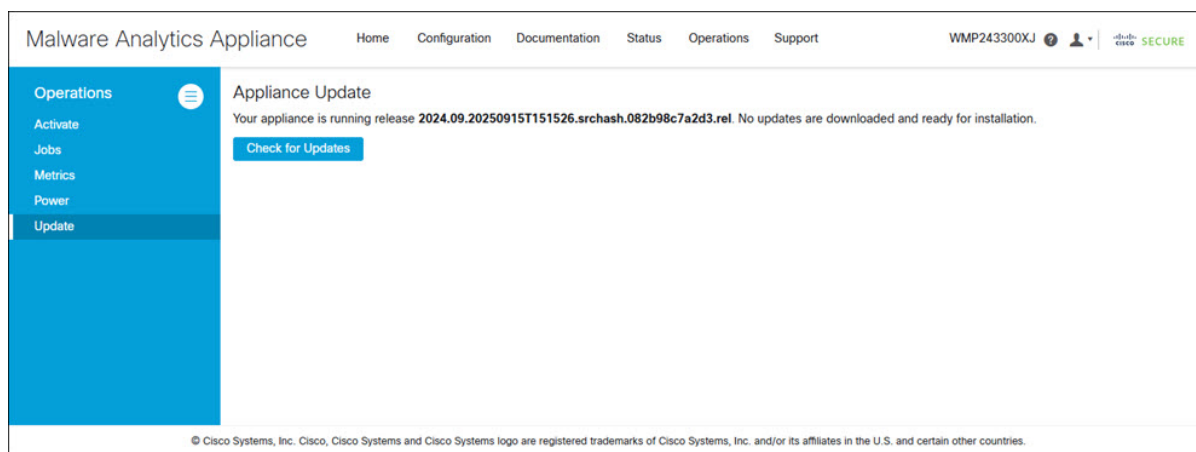 Malware Analytics Appliance Home Configuration Documentation Status Operations Support WMP243300XJ ? cisco SECURE
Operations
Activate
Jobs
Metrics
Power
Update
Appliance Update
Your appliance is running release 2024.09.20250915T151526.srchash.082b98c7a2d3.rel. No updates are downloaded and ready for installation.
Check for Updates
© Cisco Systems, Inc. Cisco, Cisco Systems and Cisco Systems logo are registered trademarks of Cisco Systems, Inc. and/or its affiliates in the U.S. and certain other countries.